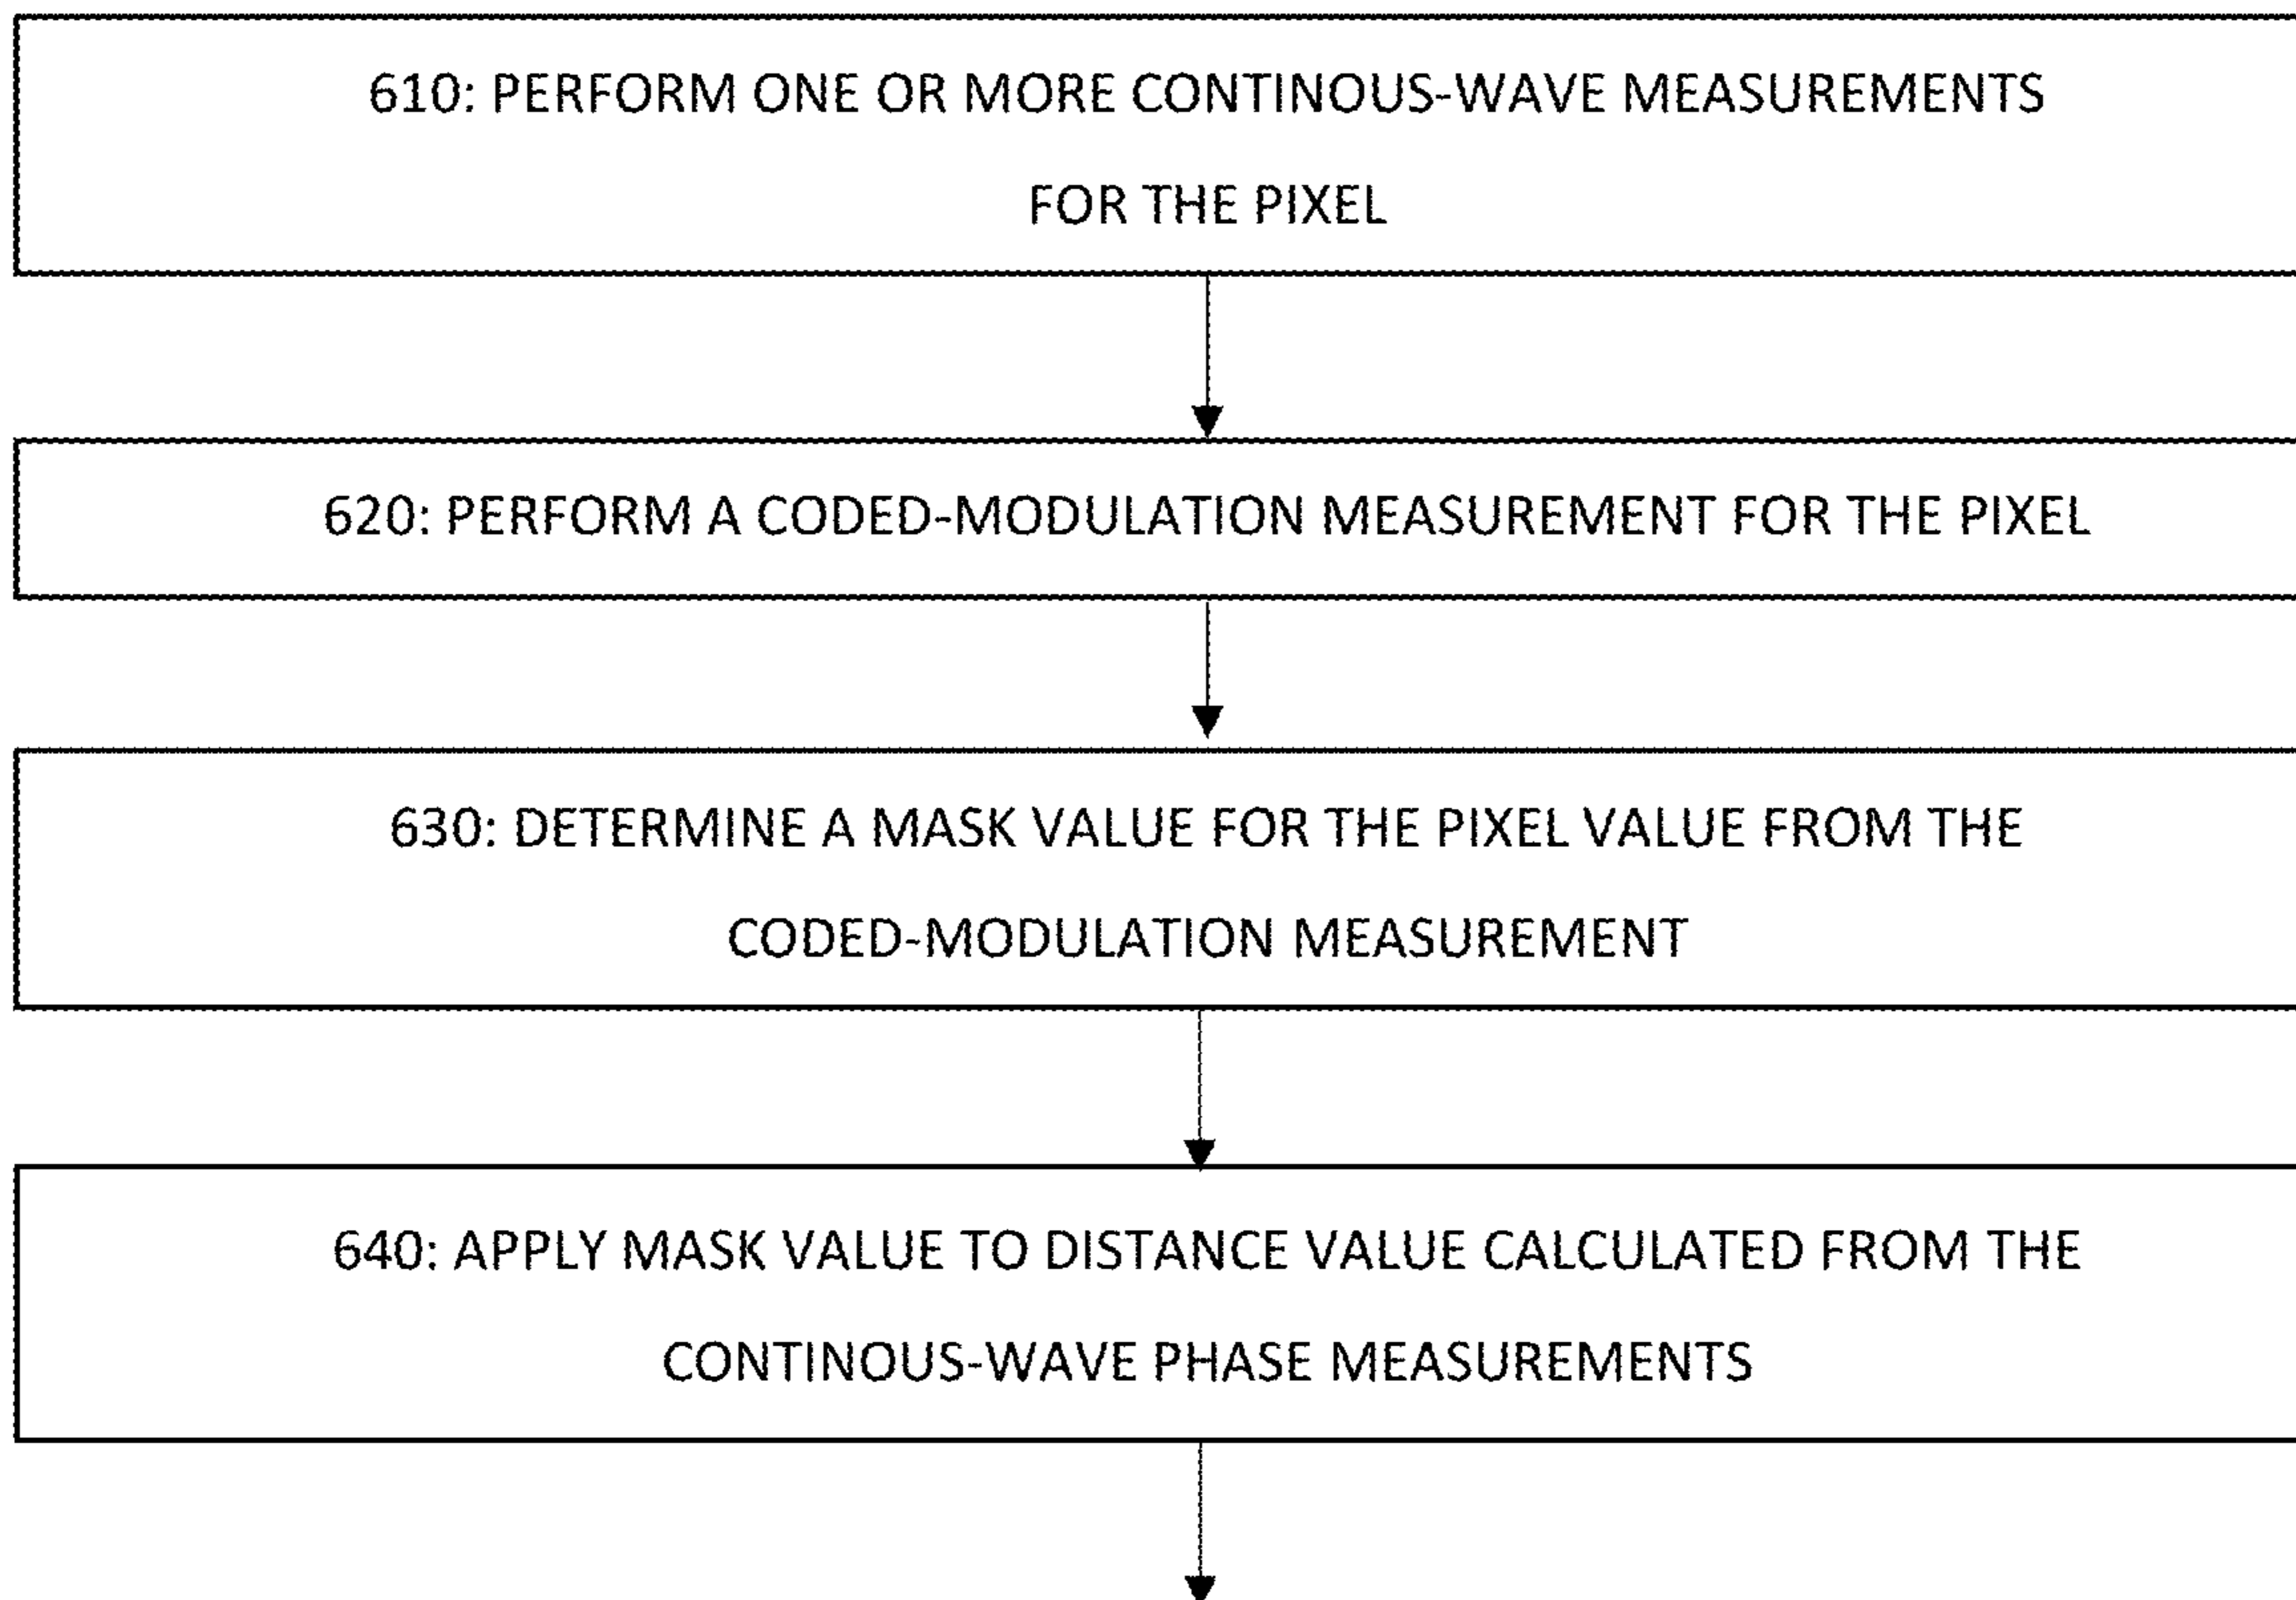 610: PERFORM ONE OR MORE CONTINOUS-WAVE MEASUREMENTS
FOR THE PIXEL
620: PERFORM A CODED-MODULATION MEASUREMENT FOR THE PIXEL
630: DETERMINE A MASK VALUE FOR THE PIXEL VALUE FROM THE
CODED-MODULATION MEASUREMENT
640: APPLY MASK VALUE TO DISTANCE VALUE CALCULATED FROM THE
CONTINOUS-WAVE PHASE MEASUREMENTS